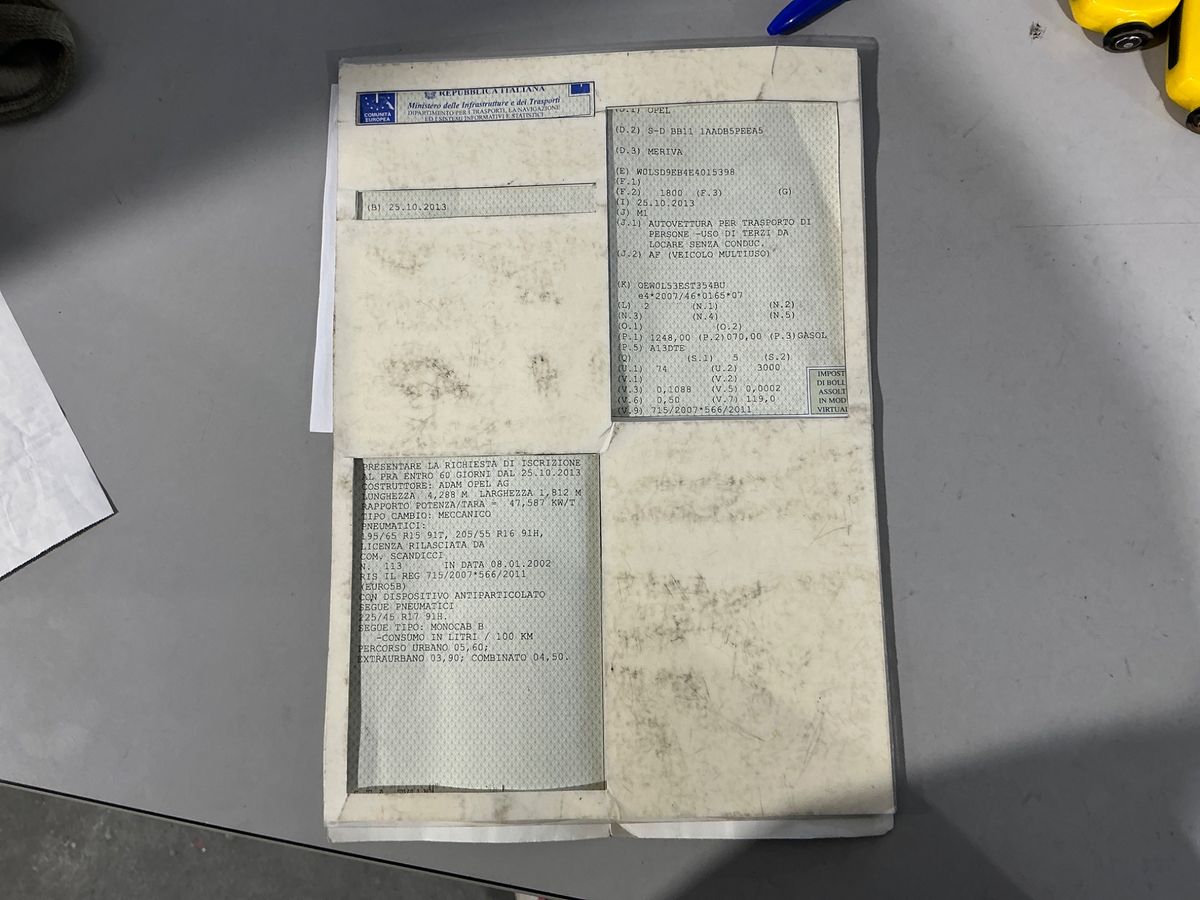 REPUBBLICA ITALIANA
COMUNITÀ EUROPEA
Ministero delle Infrastrutture e dei Trasporti
DIPARTIMENTO PER I TRASPORTI, LA NAVIGAZIONE
ED I SISTEMI INFORMATIVI E STATISTICI
(B) 25.10.2013
(D.1) OPEL
(D.2) S-D BB11 1AADB5PEEA5
(D.3) MERIVA
(E) W0LSD9EB4E4015398
(F.1)
(F.2) 1800 (F.3) (G)
(I) 25.10.2013
(J) M1
(J.1) AUTOVETTURA PER TRASPORTO DI
PERSONE -USO DI TERZI DA
LOCARE SENZA CONDUC.
(J.2) AF (VEICOLO MULTIUSO)
(K) OEW0L53EST354BU
e4*2007/46*0165*07
(L) 2 (N.1) (N.2)
(N.3) (N.4) (N.5)
(O.1) (O.2)
(P.1) 1248,00 (P.2)070,00 (P.3)GASOL
(P.5) A13DTE
(Q) (S.1) 5 (S.2)
(U.1) 74 (U.2) 3000
(V.1) (V.2)
(V.3) 0,1088 (V.5) 0,0002
(V.6) 0,50 (V.7) 119,0
(V.9) 715/2007*566/2011
IMPOST
DI BOLL
ASSOLT
IN MOD
VIRTUAL
PRESENTARE LA RICHIESTA DI ISCRIZIONE
AL PRA ENTRO 60 GIORNI DAL 25.10.2013
COSTRUTTORE: ADAM OPEL AG
LUNGHEZZA 4,288 M LARGHEZZA 1,812 M
RAPPORTO POTENZA/TARA = 47,587 KW/T
TIPO CAMBIO: MECCANICO
PNEUMATICI:
195/65 R15 91T, 205/55 R16 91H,
LICENZA RILASCIATA DA
COM. SCANDICCI
N. 113 IN DATA 08.01.2002
RIS IL REG 715/2007*566/2011
(EURO5B)
CON DISPOSITIVO ANTIPARTICOLATO
SEGUE PNEUMATICI
225/45 R17 91H.
SEGUE TIPO: MONOCAB B
-CONSUMO IN LITRI / 100 KM
PERCORSO URBANO 05,60;
EXTRAURBANO 03,90; COMBINATO 04,50.